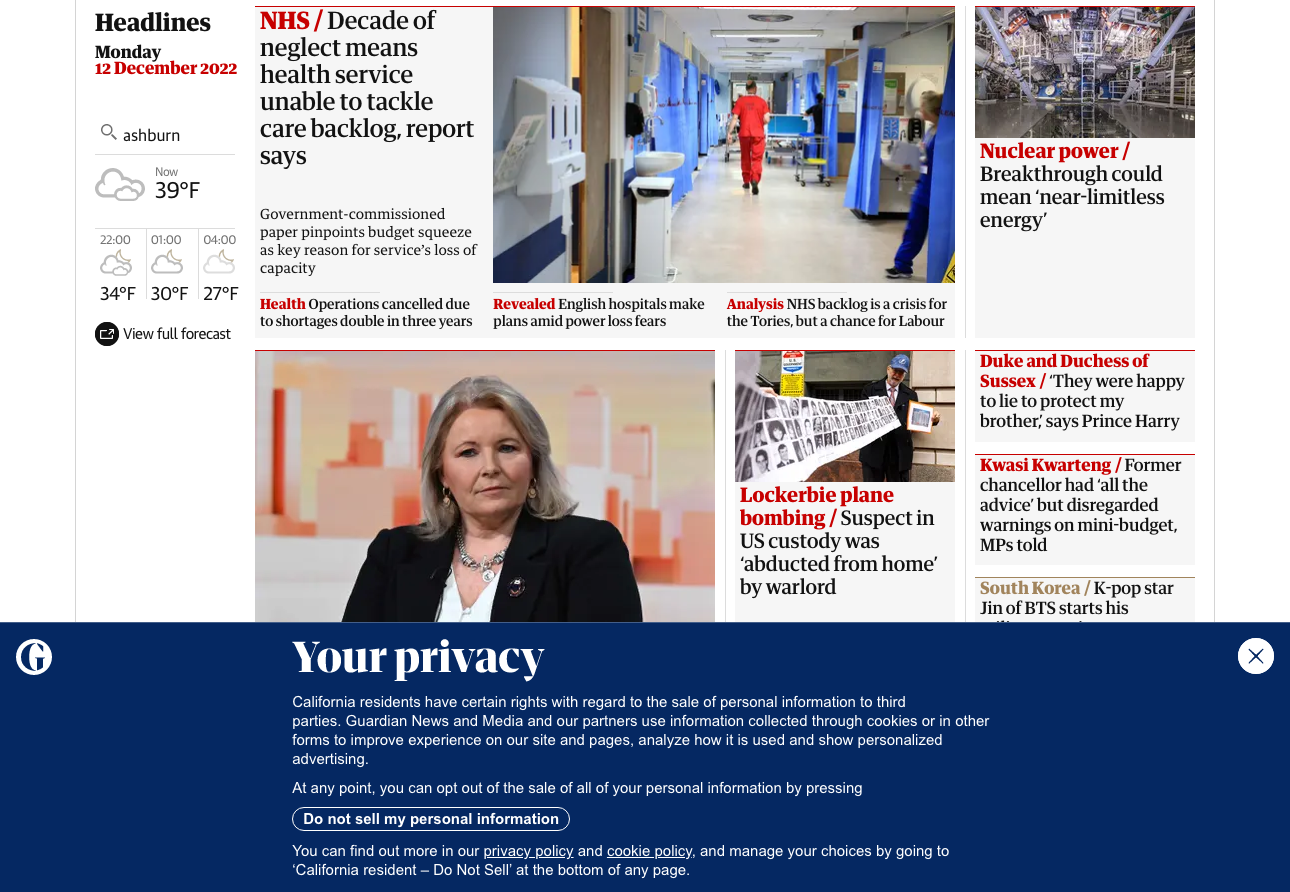 Headlines
Monday
12 December 2022
ashburn
Now
39°F
22:00
01:00
04:00
34°F
30°F
27°F
View full forecast
NHS / Decade of
neglect means
health service
unable to tackle
care backlog, report
says
Government-commissioned
paper pinpoints budget squeeze
as key reason for service’s loss of
capacity
Health Operations cancelled due
to shortages double in three years
Revealed English hospitals make
plans amid power loss fears
Analysis NHS backlog is a crisis for
the Tories, but a chance for Labour
Nuclear power /
Breakthrough could
mean ‘near-limitless
energy’
Lockerbie plane
bombing / Suspect in
US custody was
‘abducted from home’
by warlord
Duke and Duchess of
Sussex / ‘They were happy
to lie to protect my
brother,’ says Prince Harry
Kwasi Kwarteng / Former
chancellor had ‘all the
advice’ but disregarded
warnings on mini-budget,
MPs told
South Korea / K-pop star
Jin of BTS starts his
G
Your privacy
California residents have certain rights with regard to the sale of personal information to third
parties. Guardian News and Media and our partners use information collected through cookies or in other
forms to improve experience on our site and pages, analyze how it is used and show personalized
advertising.
At any point, you can opt out of the sale of all of your personal information by pressing
Do not sell my personal information
You can find out more in our privacy policy and cookie policy, and manage your choices by going to
‘California resident – Do Not Sell’ at the bottom of any page.